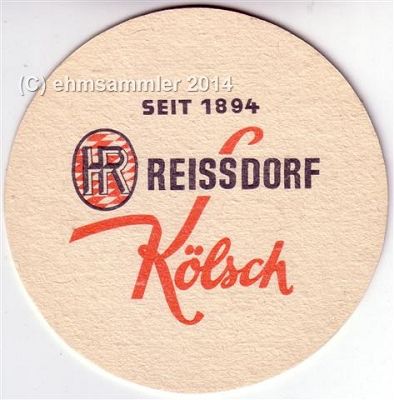 (C) ehmsammler 2014
SEIT 1894
HR REISSDORF
Kölsch